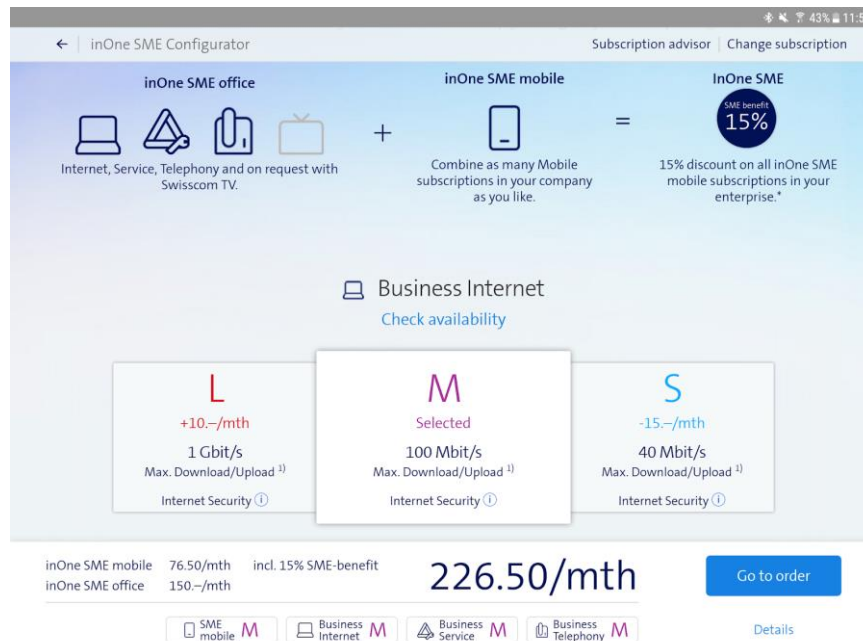 43% 11:5
inOne SME Configurator
Subscription advisor | Change subscription
inOne SME office
inOne SME mobile
InOne SME
+
=
SME benefit
15%
Internet, Service, Telephony and on request with
Swisscom TV.
Combine as many Mobile
subscriptions in your company
as you like.
15% discount on all inOne SME
mobile subscriptions in your
enterprise.*
Business Internet
Check availability
L
+10.–/mth
1 Gbit/s
Max. Download/Upload 1)
Internet Security
M
Selected
100 Mbit/s
Max. Download/Upload 1)
Internet Security
S
-15.–/mth
40 Mbit/s
Max. Download/Upload 1)
Internet Security
inOne SME mobile 76.50/mth incl. 15% SME-benefit
inOne SME office 150.–/mth
226.50/mth
Go to order
SME mobile M
Business Internet M
Business Service M
Business Telephony M
Details